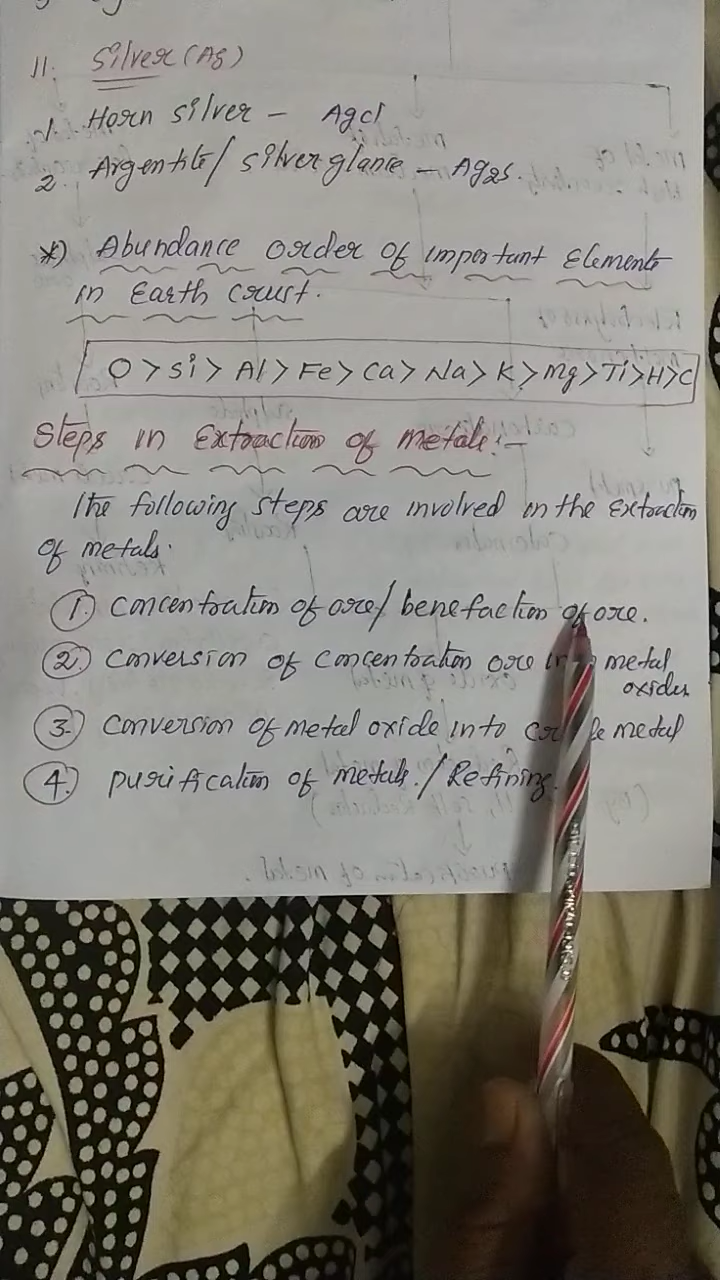 11. Silver (Ag)
1. Horn silver - Agcl
2. Argentite/ silver glance - Ag2s.
*) Abundance order of important Elements
in Earth crust.
O > Si > Al > Fe > Ca > Na > K > Mg > Ti > H > C
Steps in Extraction of metals:-
The following steps are involved in the Extraction
of metals.
1. concentration of ore/ benefaction of ore.
2. conversion of concentration ore metal
oxides
3. conversion of metal oxide into metal
4. purification of metals./Refining.